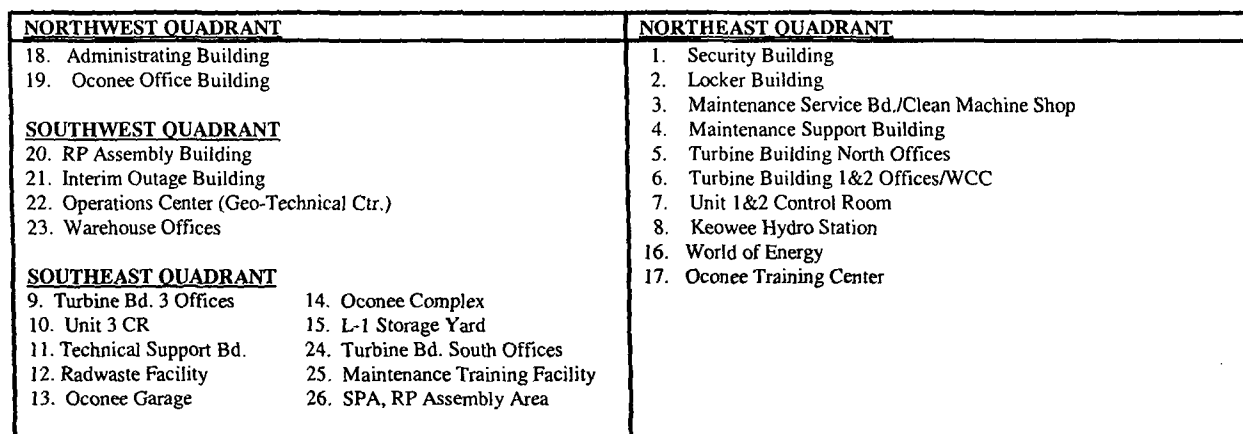 NORTHWEST QUADRANT
18. Administrating Building
19. Oconee Office Building
SOUTHWEST QUADRANT
20. RP Assembly Building
21. Interim Outage Building
22. Operations Center (Geo-Technical Ctr.)
23. Warehouse Offices
SOUTHEAST QUADRANT
9. Turbine Bd. 3 Offices
10. Unit 3 CR
11. Technical Support Bd.
12. Radwaste Facility
13. Oconee Garage
14. Oconee Complex
15. L-1 Storage Yard
24. Turbine Bd. South Offices
25. Maintenance Training Facility
26. SPA, RP Assembly Area
NORTHEAST QUADRANT
1. Security Building
2. Locker Building
3. Maintenance Service Bd./Clean Machine Shop
4. Maintenance Support Building
5. Turbine Building North Offices
6. Turbine Building 1&2 Offices/WCC
7. Unit 1&2 Control Room
8. Keowee Hydro Station
16. World of Energy
17. Oconee Training Center